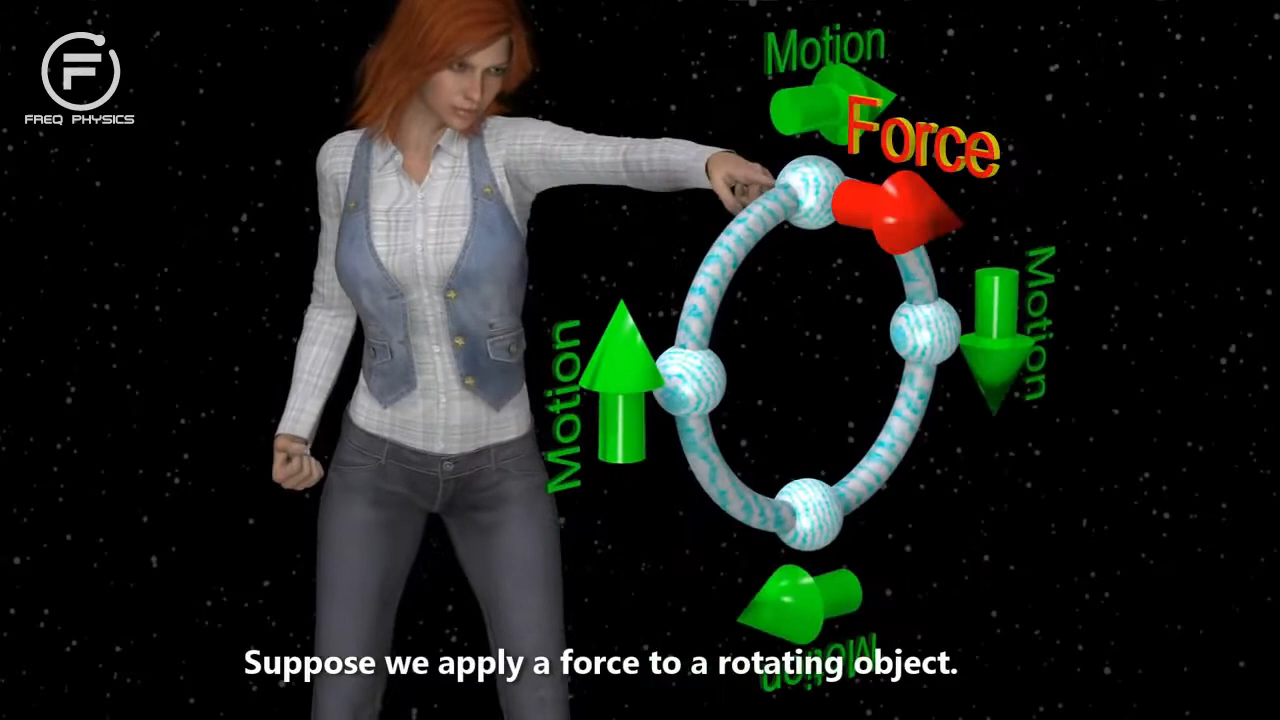 FREQ PHYSICS
Motion
Force
Motion
Motion
Motion
Suppose we apply a force to a rotating object.